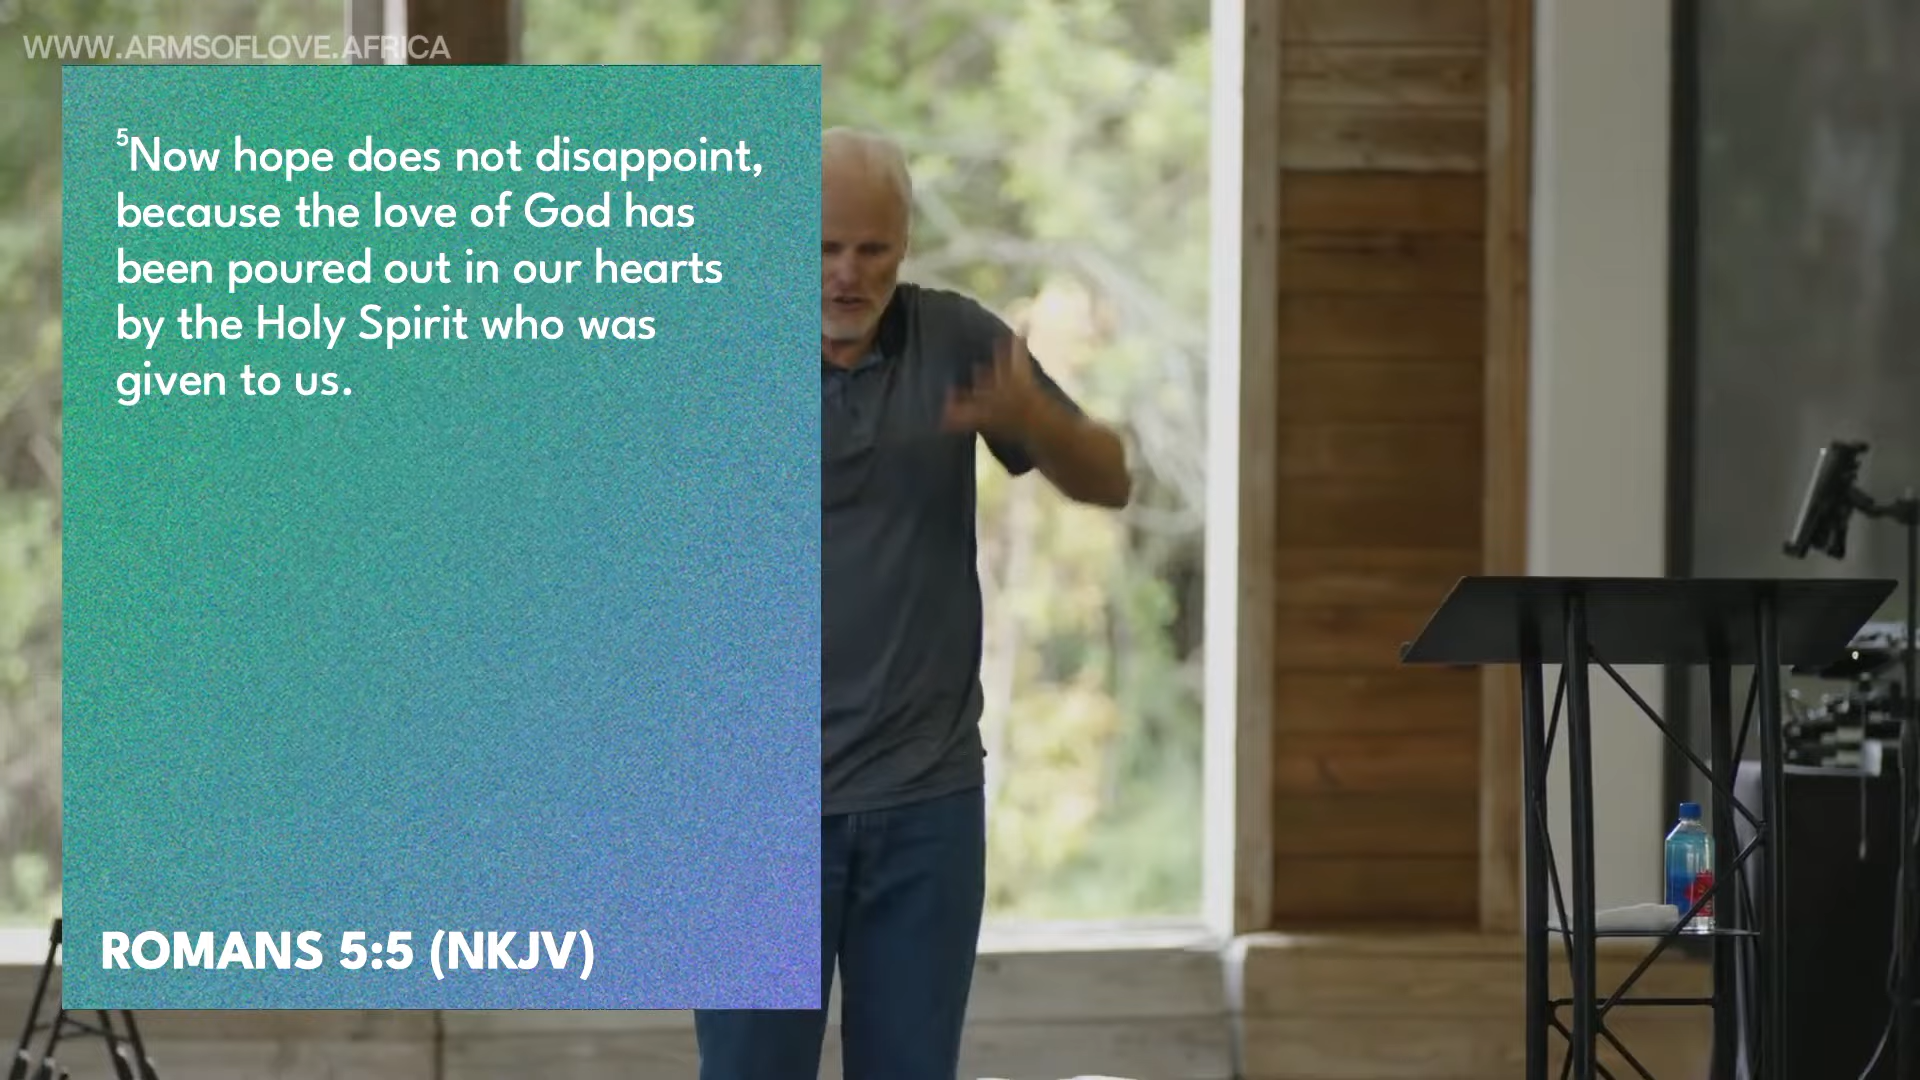 WWW.ARMSOFLOVE.AFRICA
⁵Now hope does not disappoint,
because the love of God has
been poured out in our hearts
by the Holy Spirit who was
given to us.
ROMANS 5:5 (NKJV)